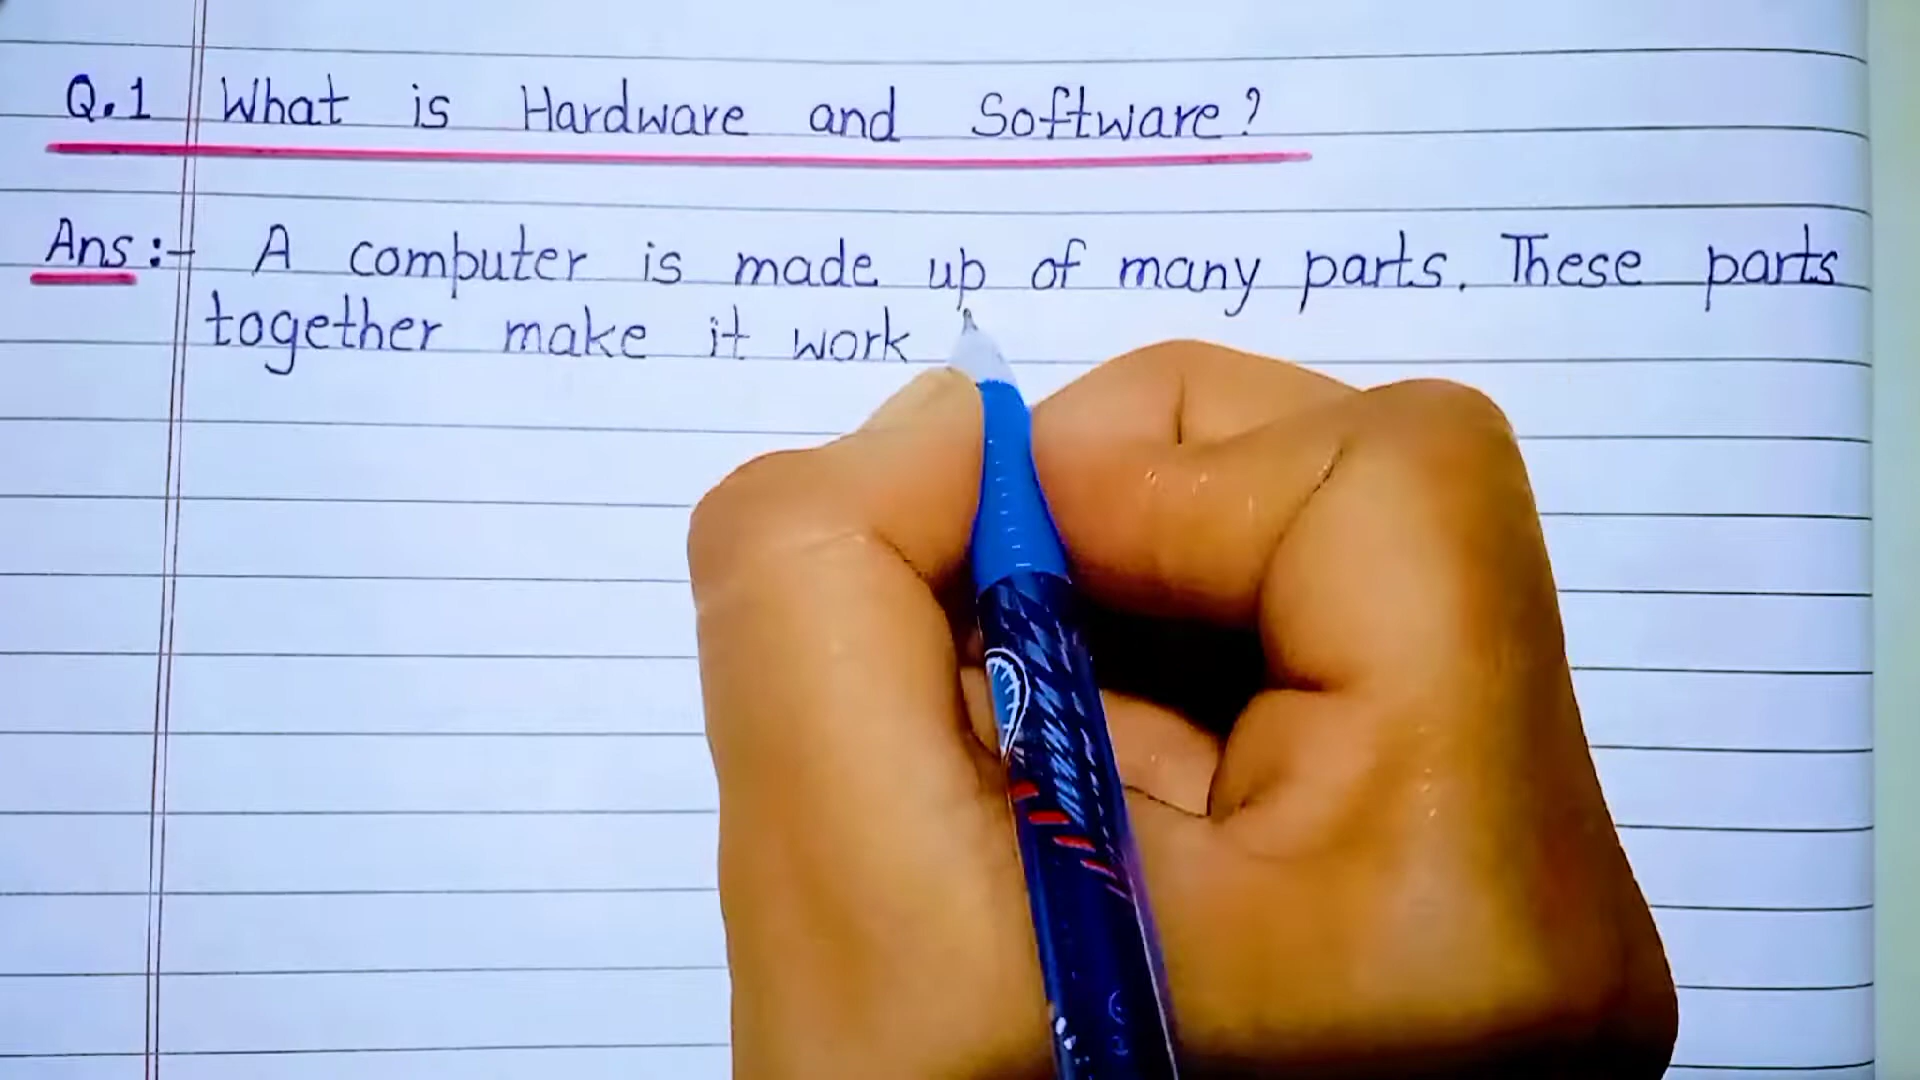 Q.1 What is Hardware and Software?
Ans:- A computer is made up of many parts. These parts
together make it work